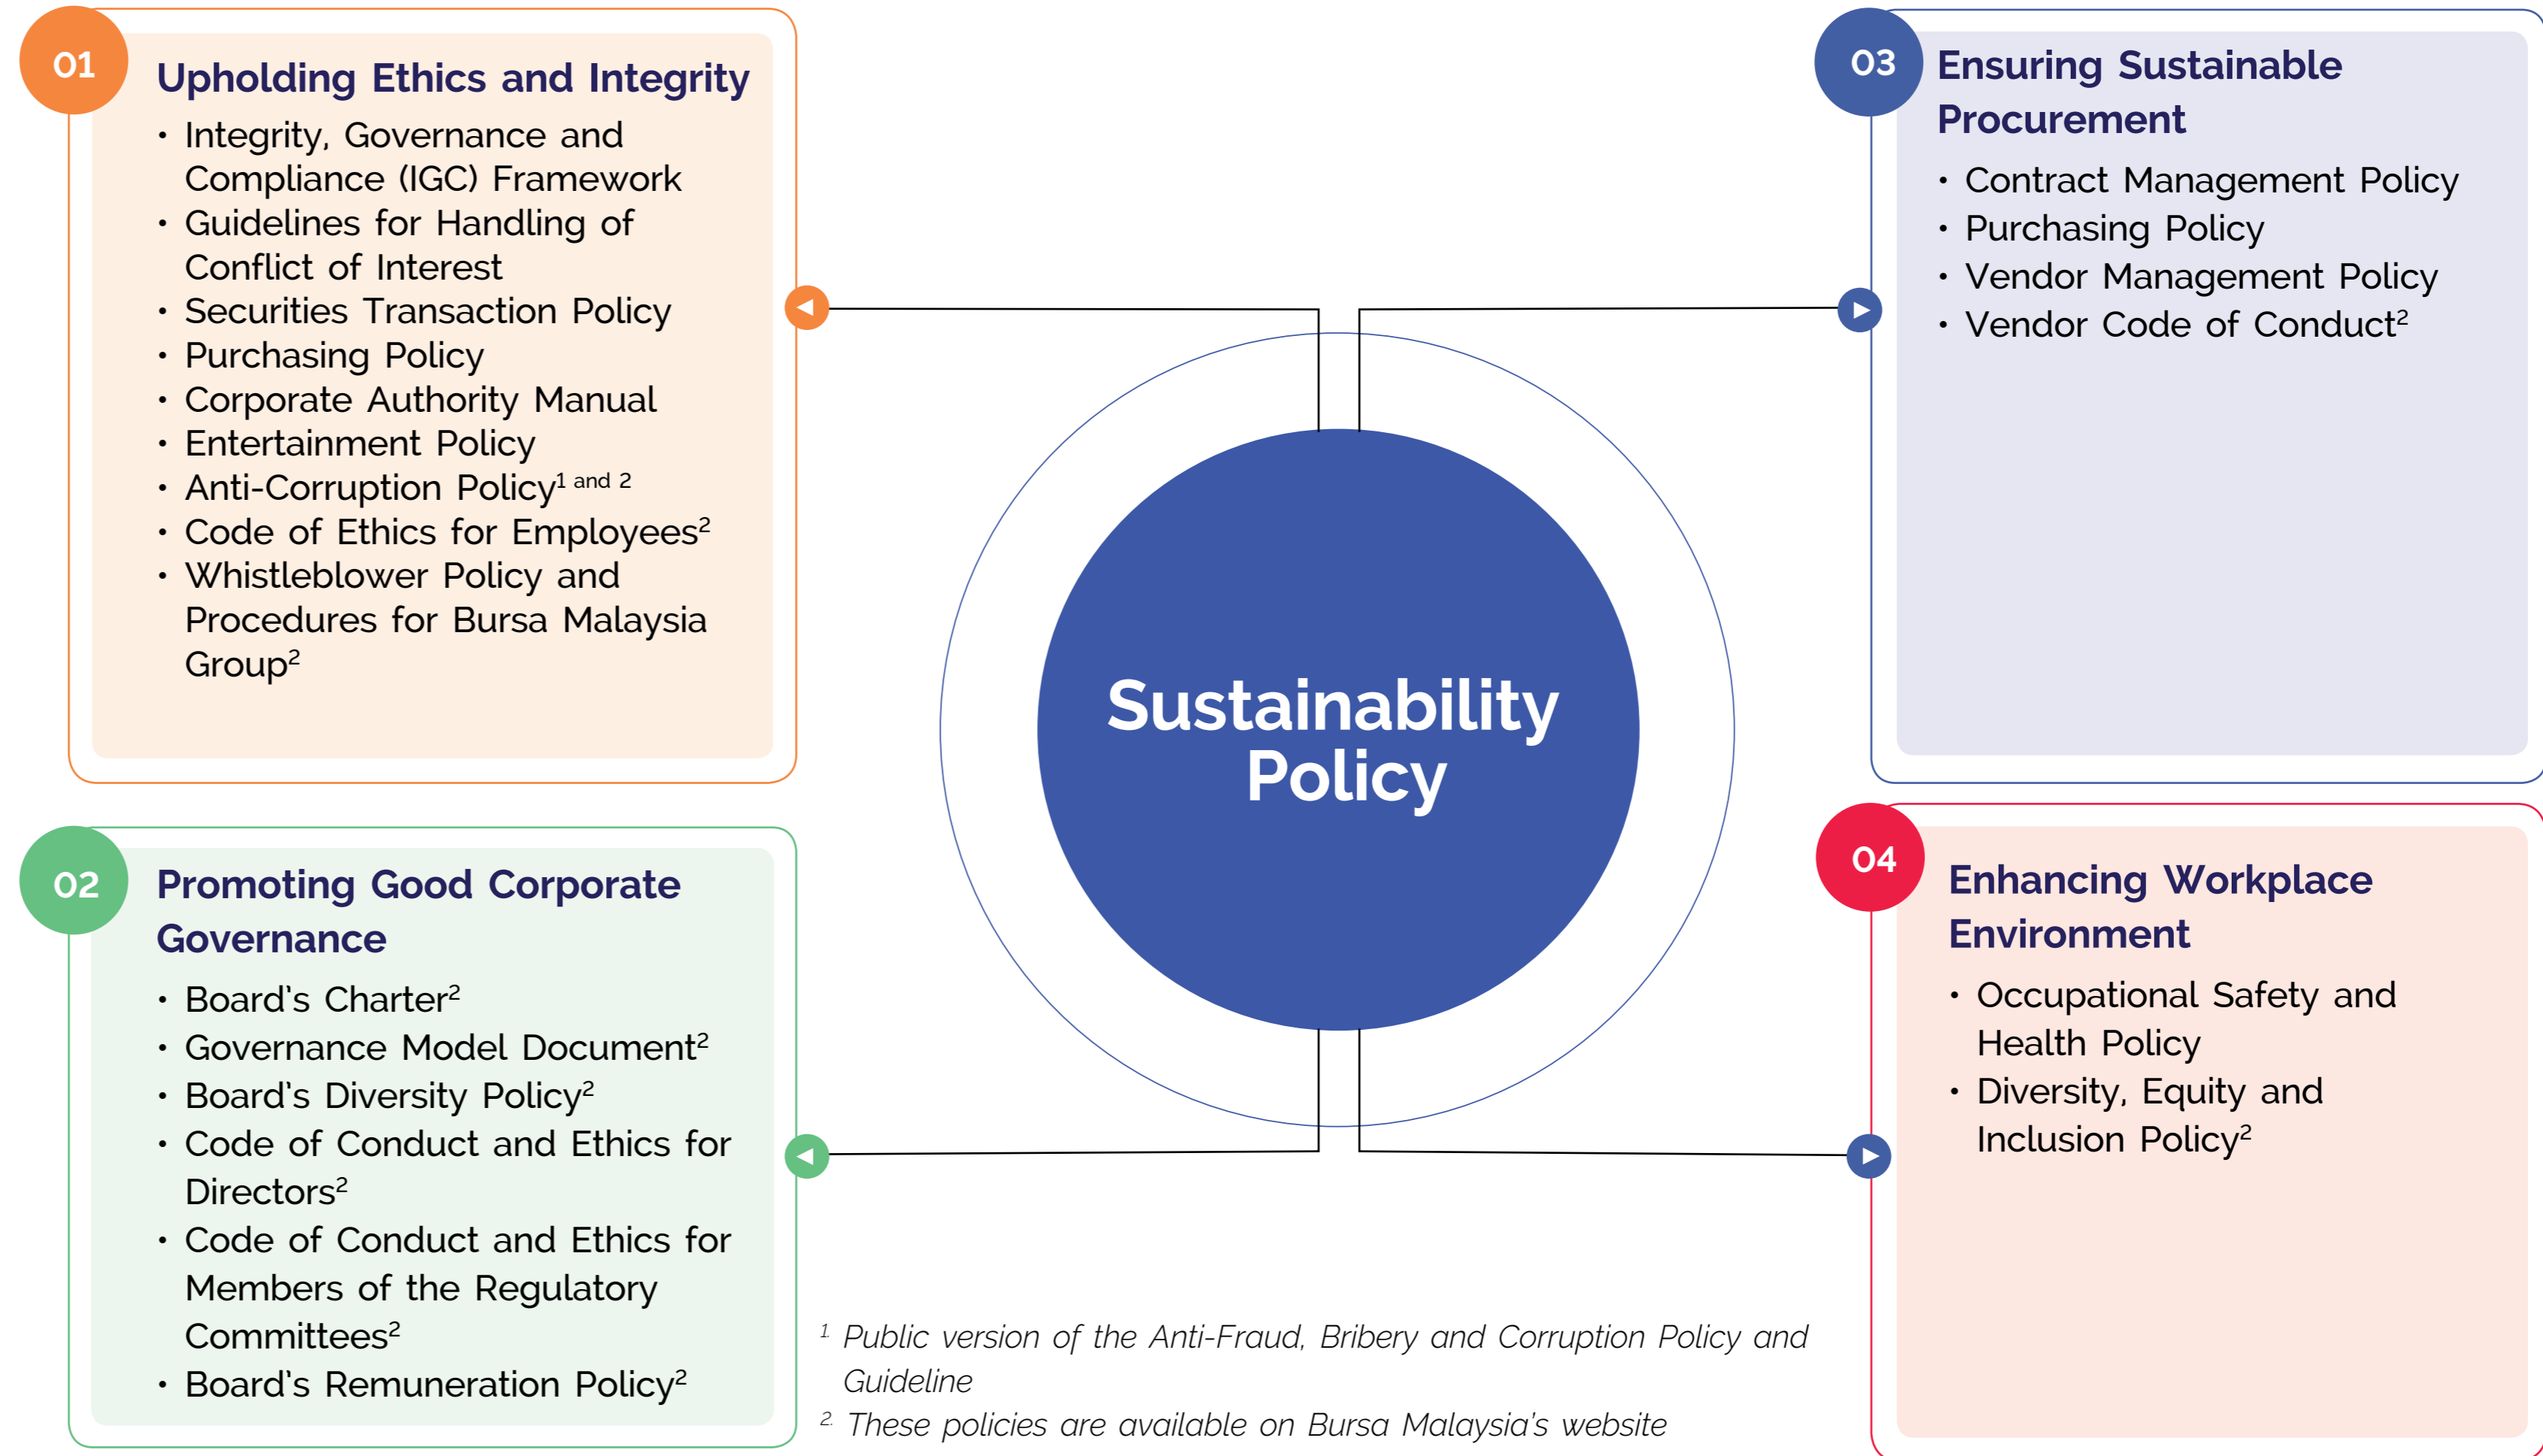 01
Upholding Ethics and Integrity
• Integrity, Governance and
Compliance (IGC) Framework
• Guidelines for Handling of
Conflict of Interest
• Securities Transaction Policy
• Purchasing Policy
• Corporate Authority Manual
• Entertainment Policy
• Anti-Corruption Policy¹ ᵃⁿᵈ ²
• Code of Ethics for Employees²
• Whistleblower Policy and
Procedures for Bursa Malaysia
Group²
02
Promoting Good Corporate
Governance
• Board's Charter²
• Governance Model Document²
• Board's Diversity Policy²
• Code of Conduct and Ethics for
Directors²
• Code of Conduct and Ethics for
Members of the Regulatory
Committees²
• Board's Remuneration Policy²
Sustainability
Policy
03
Ensuring Sustainable
Procurement
• Contract Management Policy
• Purchasing Policy
• Vendor Management Policy
• Vendor Code of Conduct²
04
Enhancing Workplace
Environment
• Occupational Safety and
Health Policy
• Diversity, Equity and
Inclusion Policy²
1. Public version of the Anti-Fraud, Bribery and Corruption Policy and
Guideline
2. These policies are available on Bursa Malaysia's website